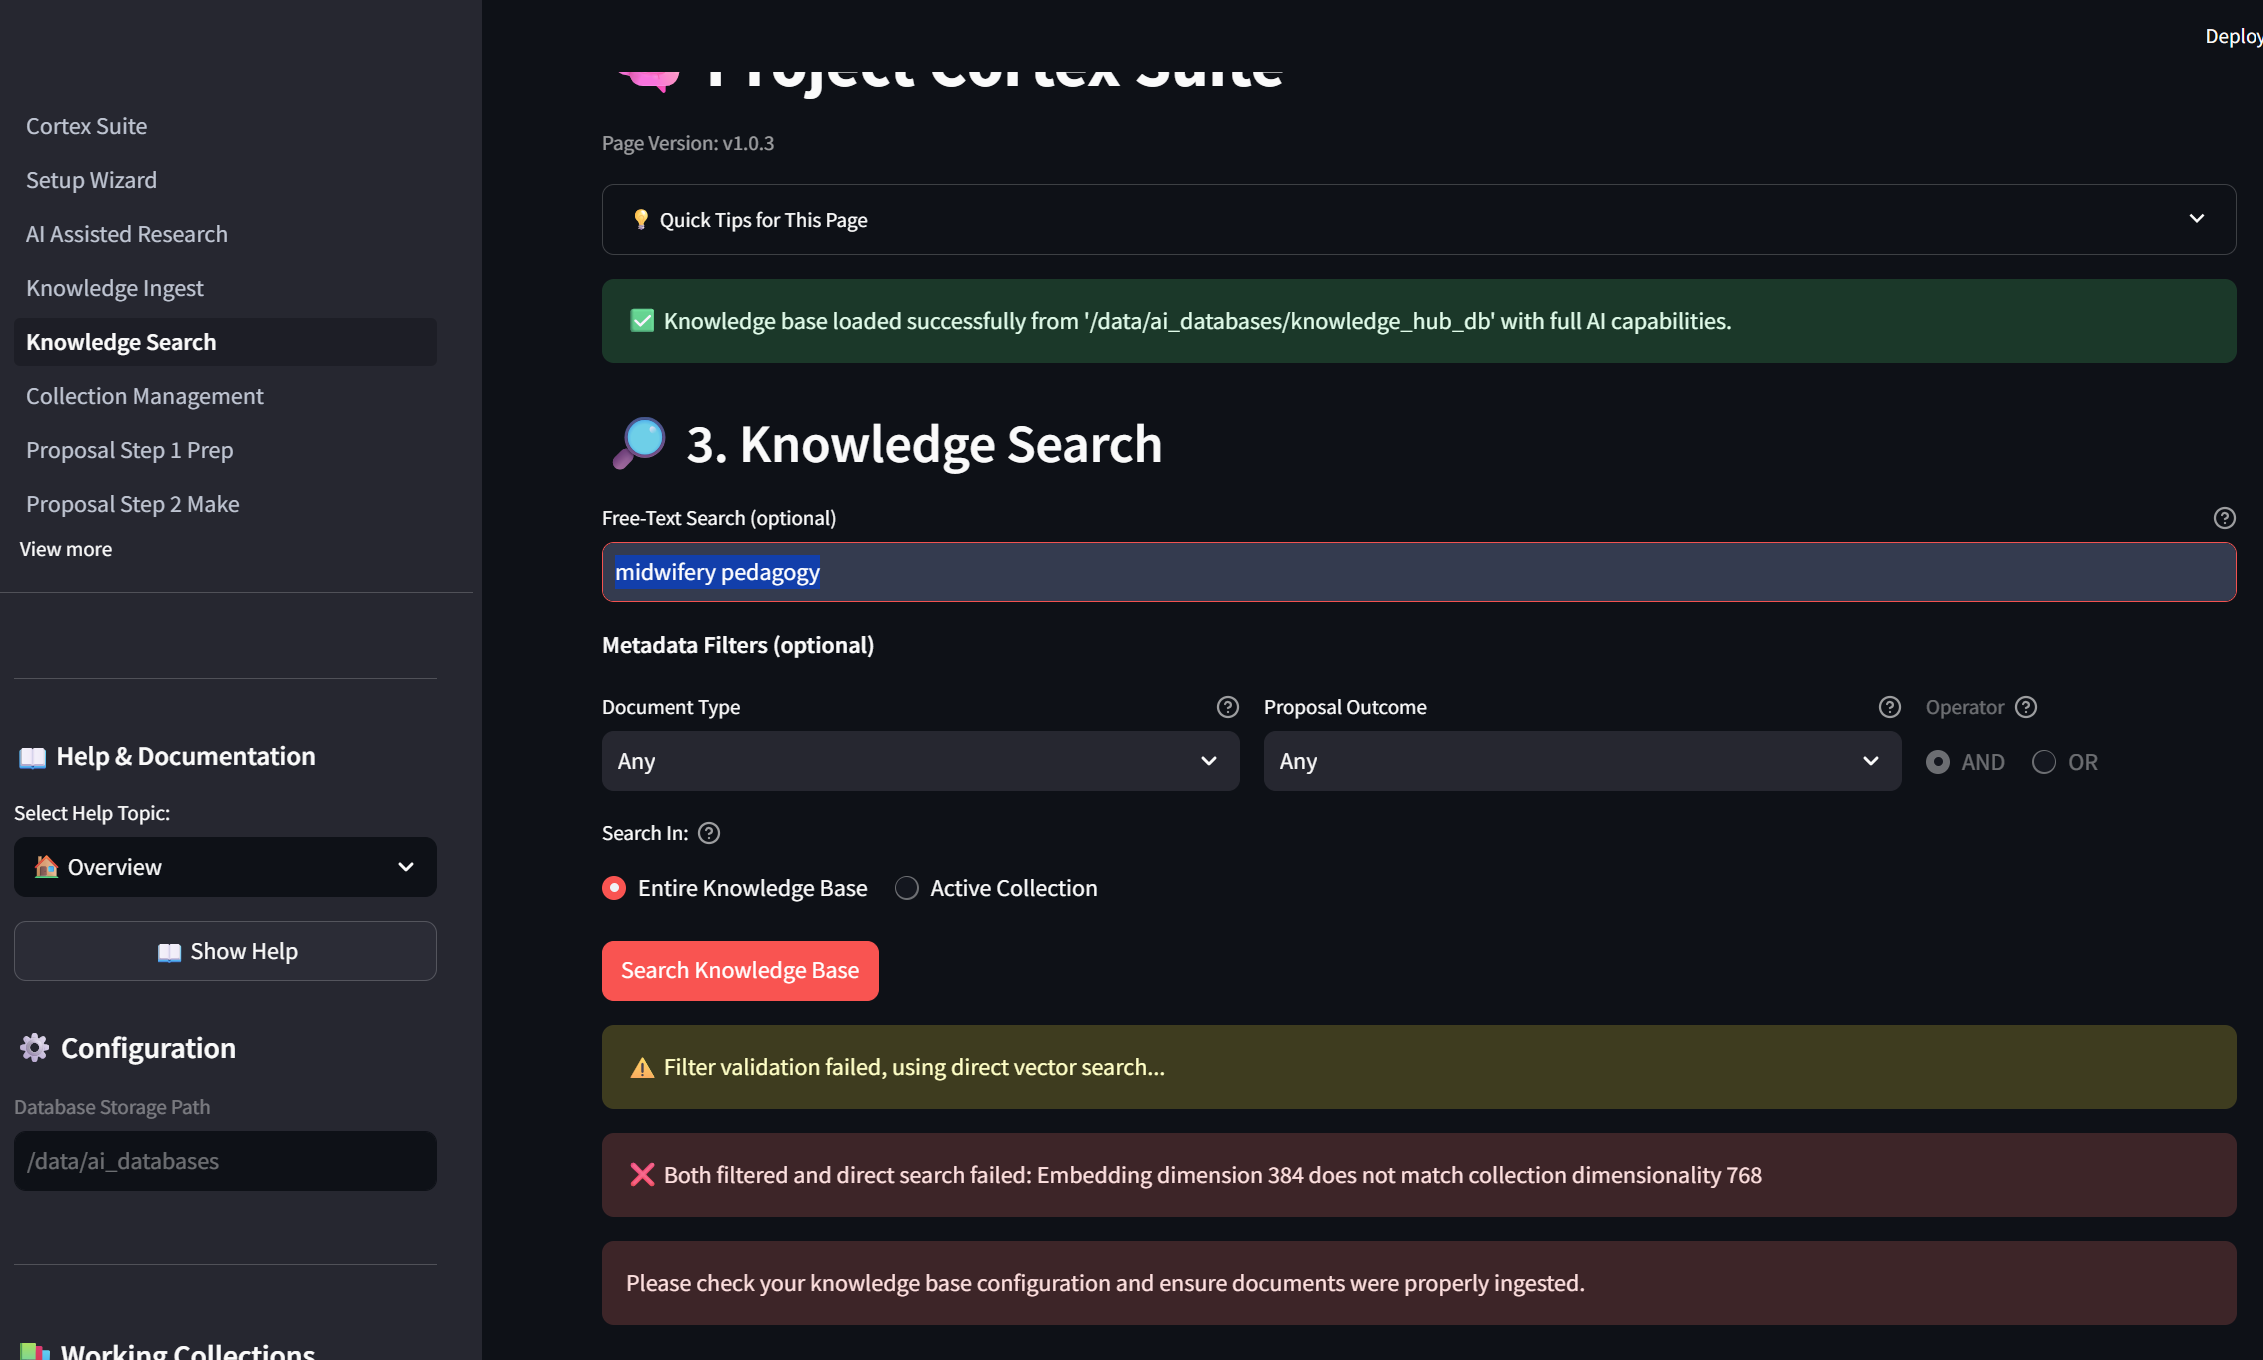 Deploy
Cortex Suite
Setup Wizard
AI Assisted Research
Knowledge Ingest
Knowledge Search
Collection Management
Proposal Step 1 Prep
Proposal Step 2 Make
View more
Help & Documentation
Select Help Topic:
Overview
Show Help
Configuration
Database Storage Path
/data/ai_databases
Working Collections
Project Cortex Suite
Page Version: v1.0.3
Quick Tips for This Page
Knowledge base loaded successfully from '/data/ai_databases/knowledge_hub_db' with full AI capabilities.
3. Knowledge Search
Free-Text Search (optional)
midwifery pedagogy
Metadata Filters (optional)
Document Type
Proposal Outcome
Operator
Any
Any
AND
OR
Search In:
Entire Knowledge Base
Active Collection
Search Knowledge Base
Filter validation failed, using direct vector search...
Both filtered and direct search failed: Embedding dimension 384 does not match collection dimensionality 768
Please check your knowledge base configuration and ensure documents were properly ingested.